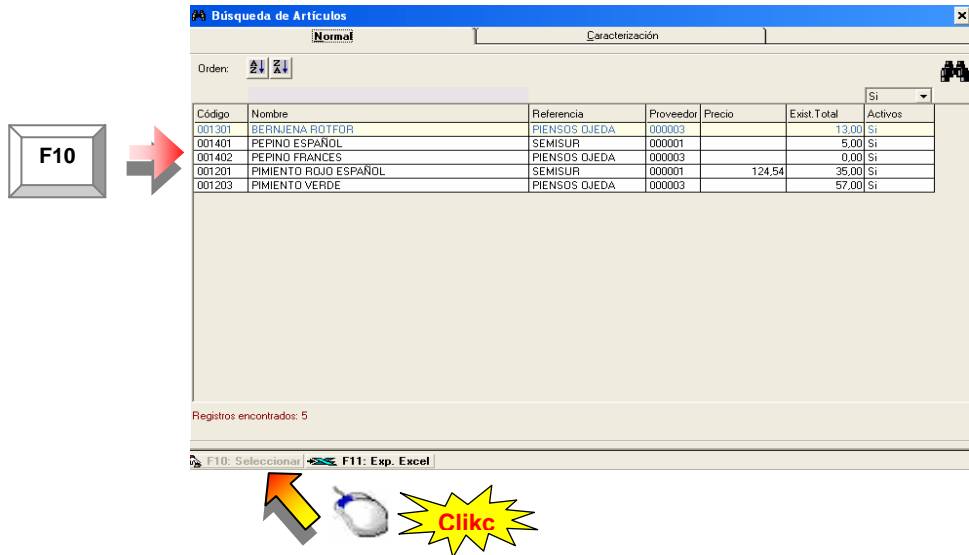 Búsqueda de Artículos
Normal Caracterización
Orden:
Si
Código Nombre Referencia Proveedor Precio Exist.Total Activos
001301 BERNJENA ROTFOR PIENSOS OJEDA 000003 13,00 Si
001401 PEPINO ESPAÑOL SEMISUR 000001 5,00 Si
001402 PEPINO FRANCES PIENSOS OJEDA 000003 0,00 Si
001201 PIMIENTO ROJO ESPAÑOL SEMISUR 000001 124,54 35,00 Si
001203 PIMIENTO VERDE PIENSOS OJEDA 000003 57,00 Si
F10
Registros encontrados: 5
F10: Seleccionar F11: Exp. Excel
Clikc